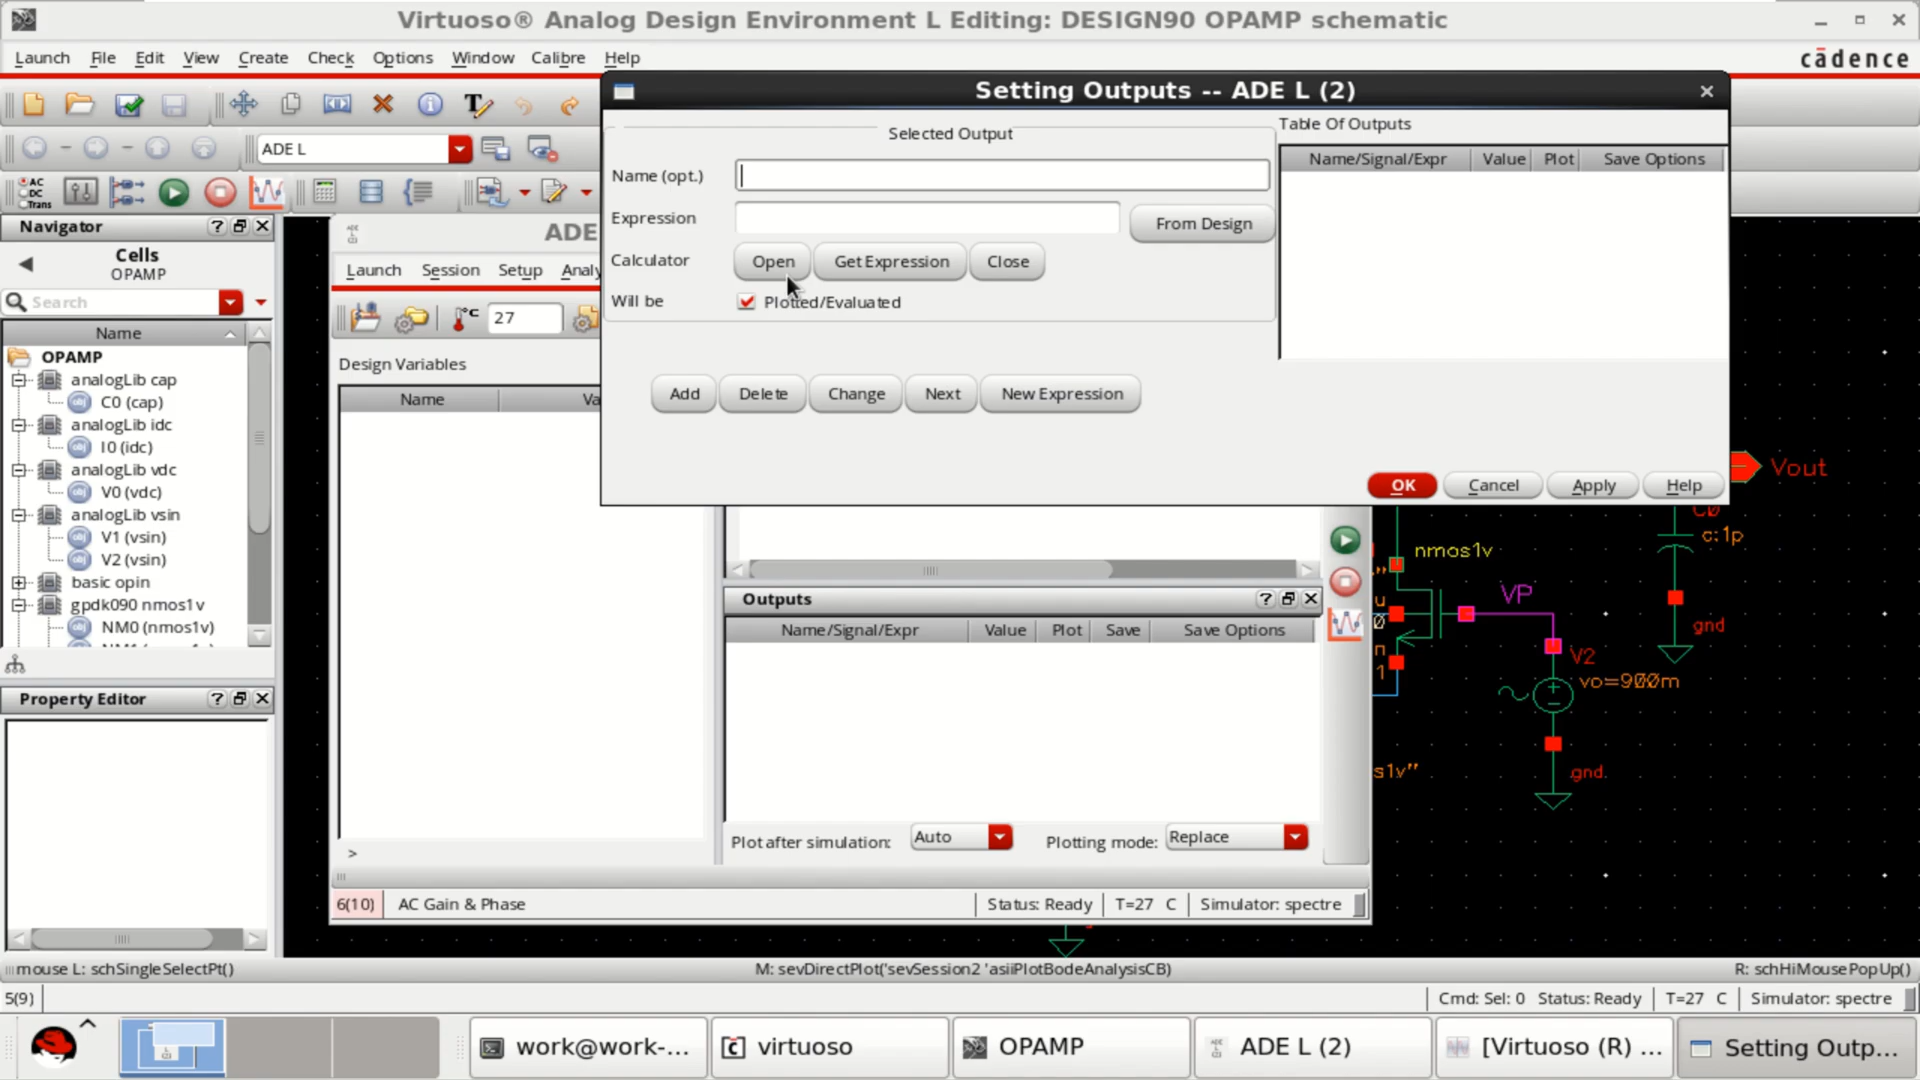 Virtuoso® Analog Design Environment L Editing: DESIGN90 OPAMP schematic
Launch File Edit View Create Check Options Window Calibre Help
cādence
Setting Outputs -- ADE L (2)
Selected Output
Table Of Outputs
Name (opt.)
Name/Signal/Expr Value Plot Save Options
Expression
From Design
Calculator
Open
Get Expression
Close
Will be
Plotted/Evaluated
Add
Delete
Change
Next
New Expression
OK
Cancel
Apply
Help
ADE L
AC
DC
Trans
Navigator
Cells
OPAMP
Search
Name
OPAMP
analogLib cap
C0 (cap)
analogLib idc
I0 (idc)
analogLib vdc
V0 (vdc)
analogLib vsin
V1 (vsin)
V2 (vsin)
basic opin
gpdk090 nmos1v
NM0 (nmos1v)
Property Editor
ADE
Launch Session Setup
°C
27
Design Variables
Name
>
Outputs
Name/Signal/Expr Value Plot Save Save Options
Plot after simulation:
Auto
Plotting mode:
Replace
6(10) AC Gain & Phase
Status: Ready T=27 C Simulator: spectre
Vout
C0
c:1p
gnd
nmos1v
VP
V2
vo=900m
gnd
s1v"
mouse L: schSingleSelectPt()
M: sevDirectPlot('sevSession2 'asiiPlotBodeAnalysisCB)
R: schHiMousePopUp()
5(9)
Cmd: Sel: 0 Status: Ready T=27 C Simulator: spectre
work@work-...
virtuoso
OPAMP
ADE L (2)
[Virtuoso (R) ...
Setting Outp...